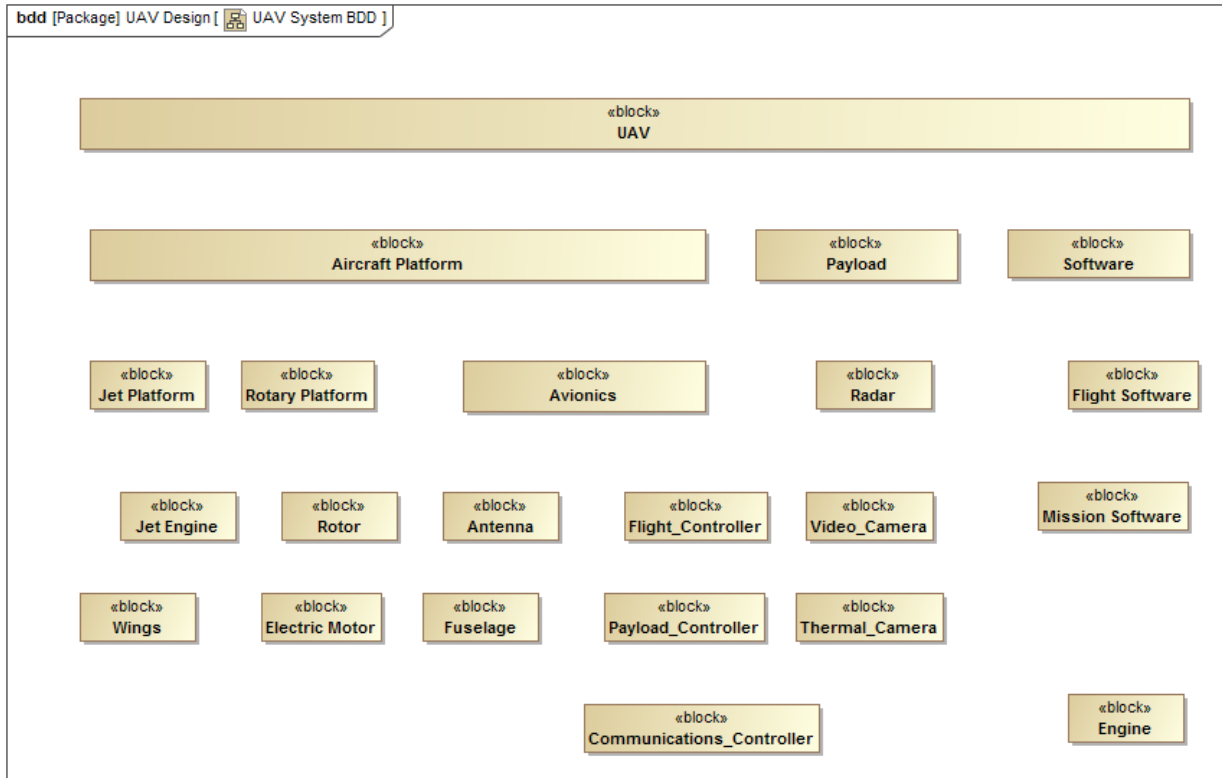 bdd [Package] UAV Design [ UAV System BDD ]
«block»
UAV
«block»
Aircraft Platform
«block»
Payload
«block»
Software
«block»
Jet Platform
«block»
Rotary Platform
«block»
Avionics
«block»
Radar
«block»
Flight Software
«block»
Jet Engine
«block»
Rotor
«block»
Antenna
«block»
Flight_Controller
«block»
Video_Camera
«block»
Mission Software
«block»
Wings
«block»
Electric Motor
«block»
Fuselage
«block»
Payload_Controller
«block»
Thermal_Camera
«block»
Communications_Controller
«block»
Engine